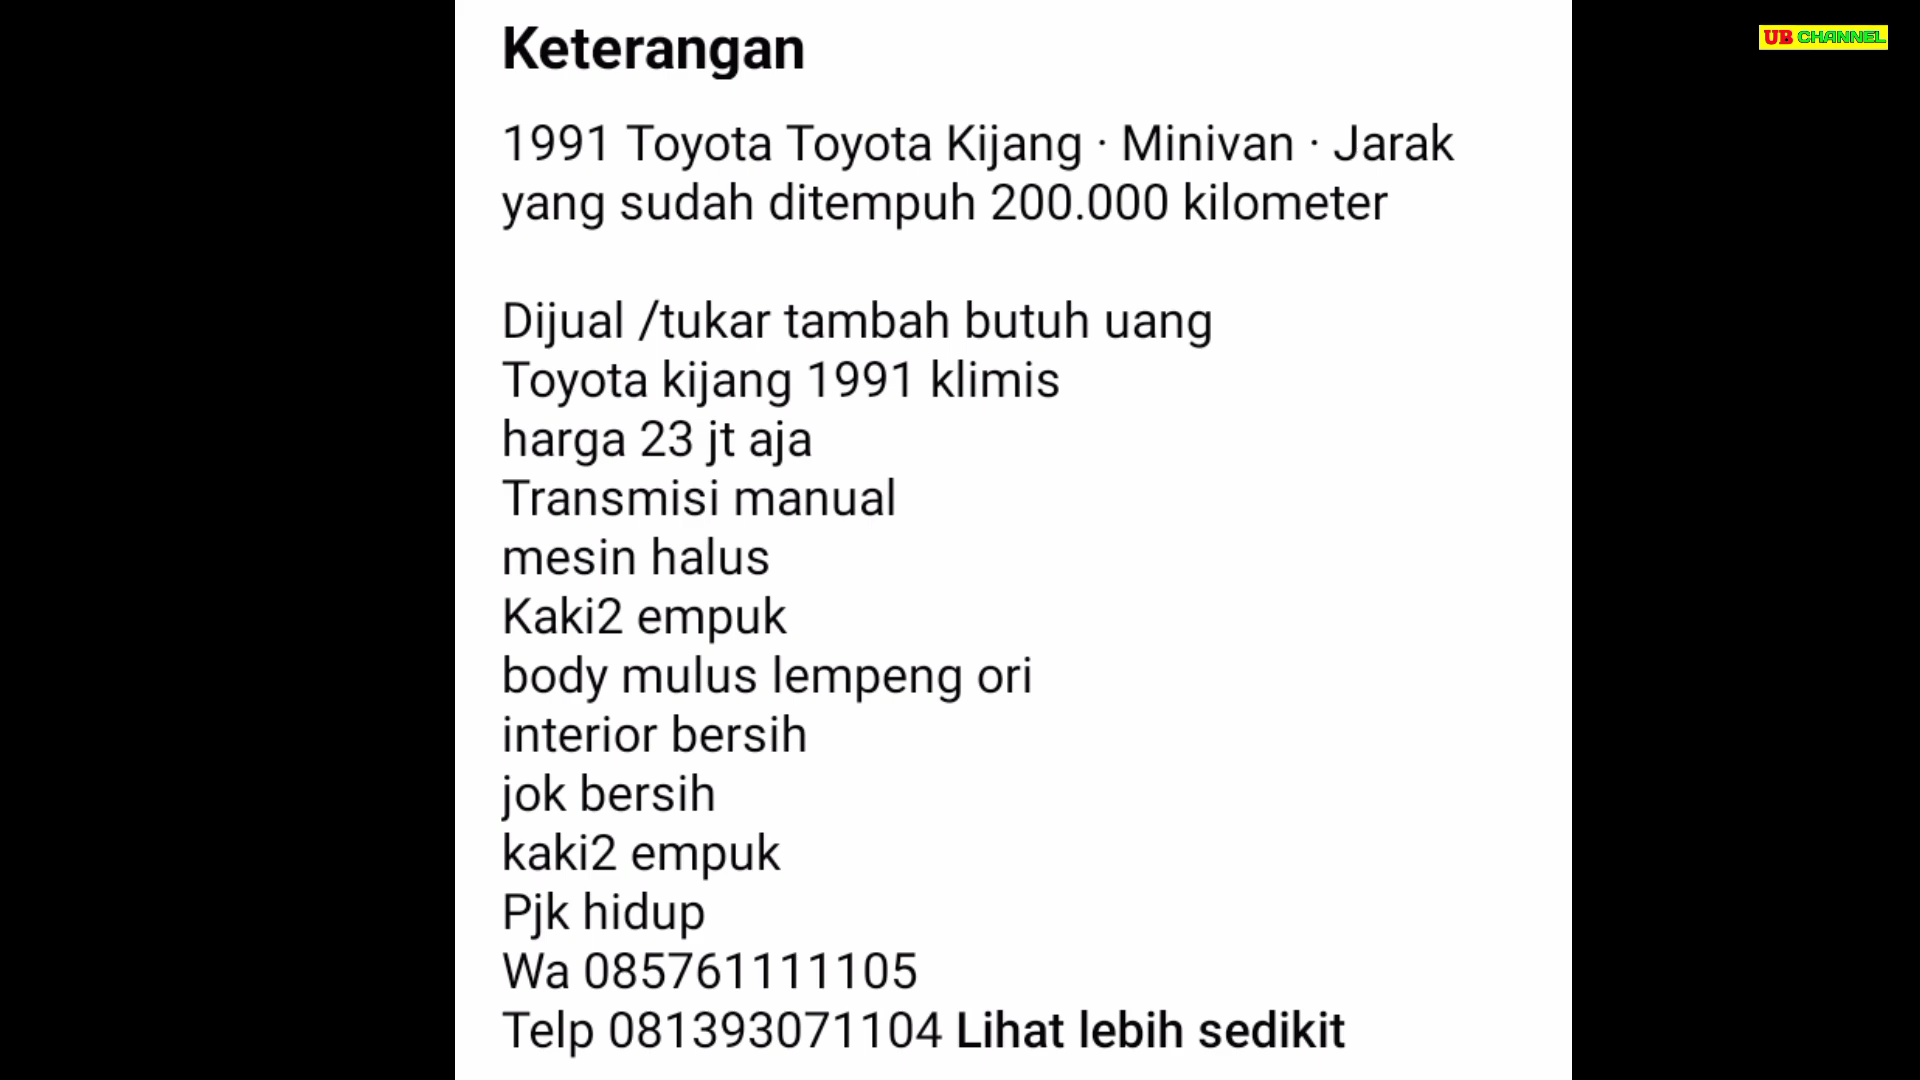 Keterangan
UB CHANNEL
1991 Toyota Toyota Kijang · Minivan · Jarak
yang sudah ditempuh 200.000 kilometer
Dijual /tukar tambah butuh uang
Toyota kijang 1991 klimis
harga 23 jt aja
Transmisi manual
mesin halus
Kaki2 empuk
body mulus lempeng ori
interior bersih
jok bersih
kaki2 empuk
Pjk hidup
Wa 085761111105
Telp 081393071104 Lihat lebih sedikit